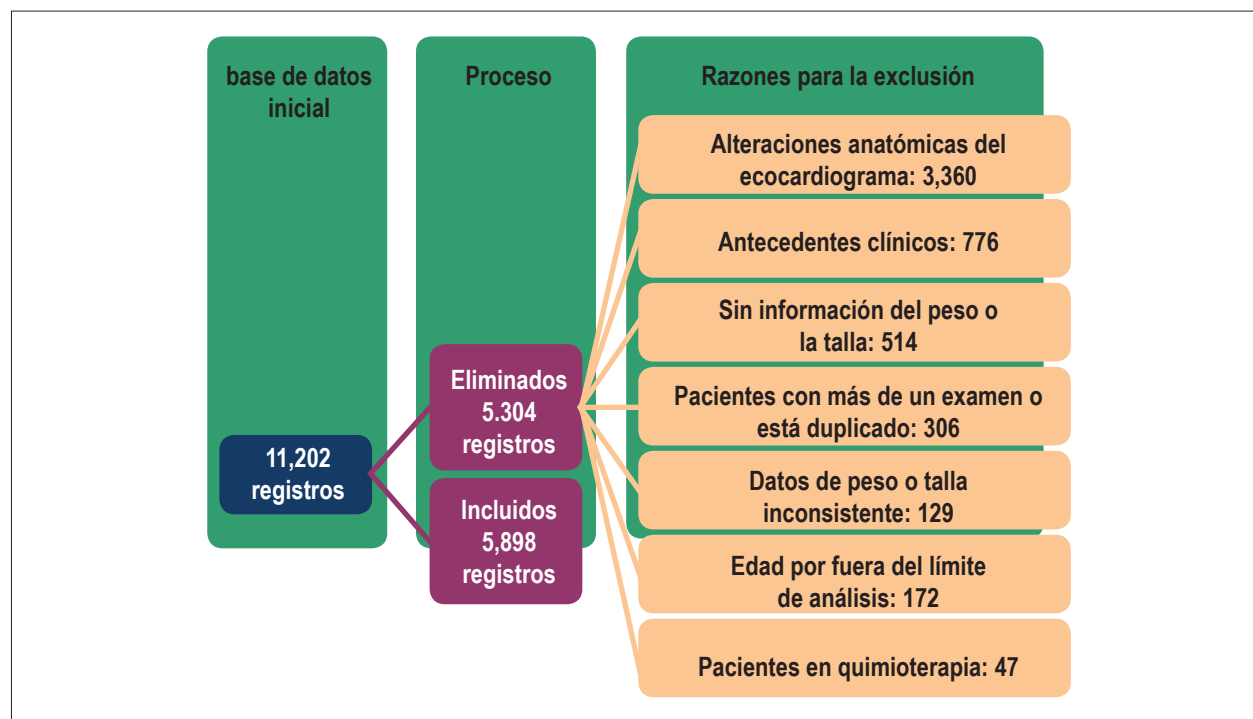 base de datos
inicial
Proceso
Razones para la exclusión
11,202
registros
Eliminados
5.304
registros
Incluidos
5,898
registros
Alteraciones anatómicas del
ecocardiograma: 3,360
Antecedentes clínicos: 776
Sin información del peso o
la talla: 514
Pacientes con más de un examen o
está duplicado: 306
Datos de peso o talla
inconsistente: 129
Edad por fuera del límite
de análisis: 172
Pacientes en quimioterapia: 47